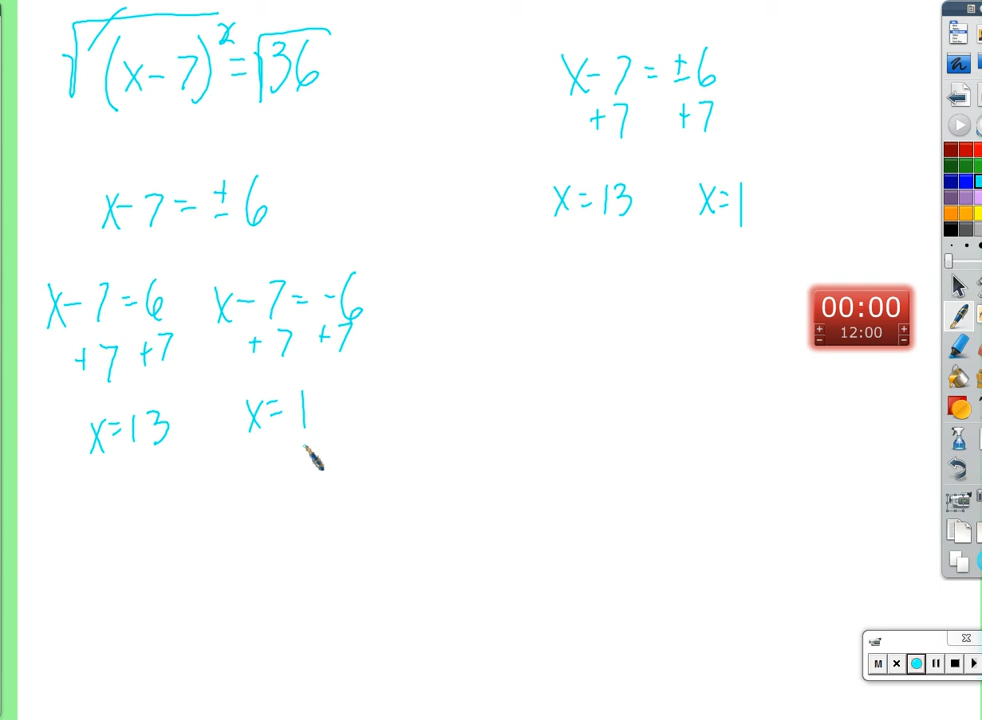 √(x-7)² = √36
x-7 = ±6
x-7=6 x-7=-6
+7 +7 +7 +7
x=13 x=1
x-7 = ±6
+7 +7
x=13 x=1
00:00
12:00
M